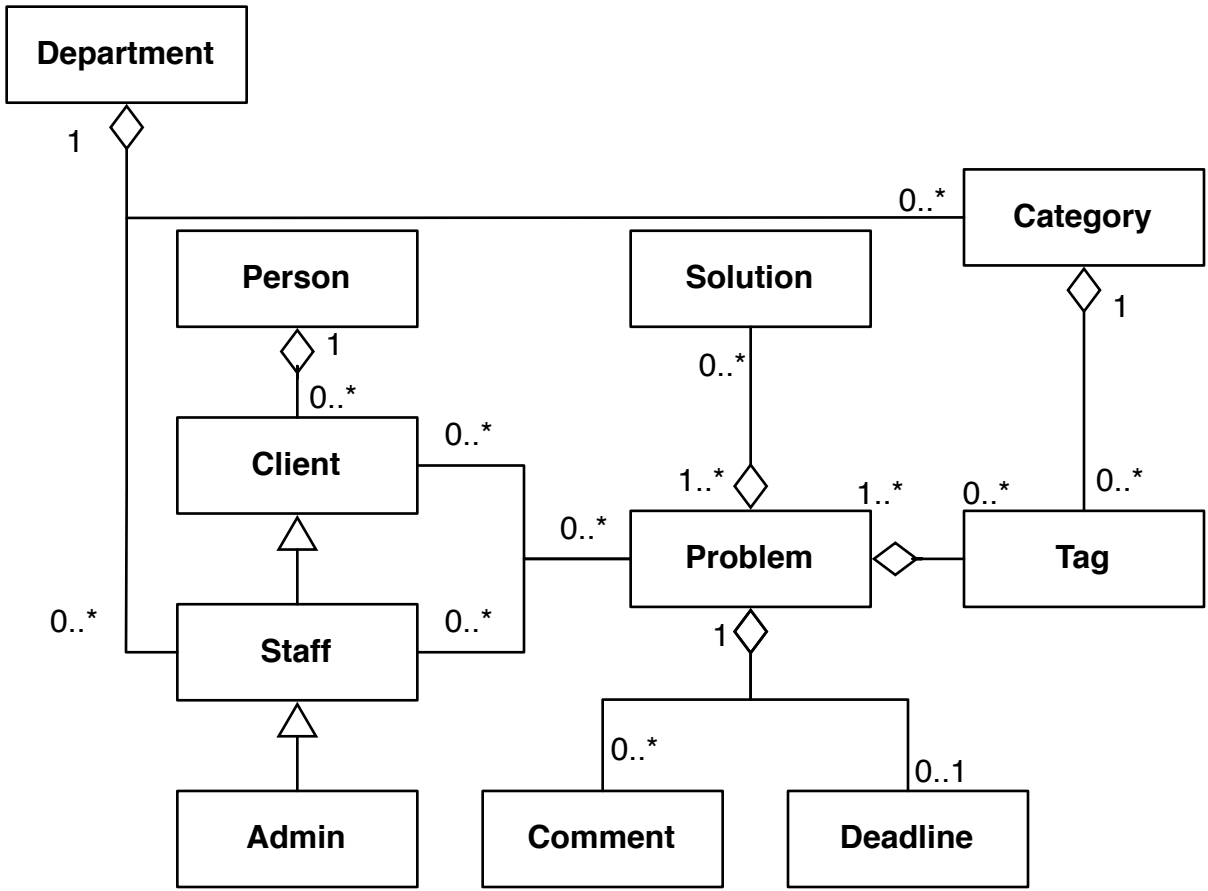 Department
1
0..*
Category
Person
Solution
1
1
0..*
0..*
Client
0..*
1..*
1..*
0..*
0..*
0..*
Problem
Tag
0..*
0..*
Staff
1
0..*
0..1
Admin
Comment
Deadline